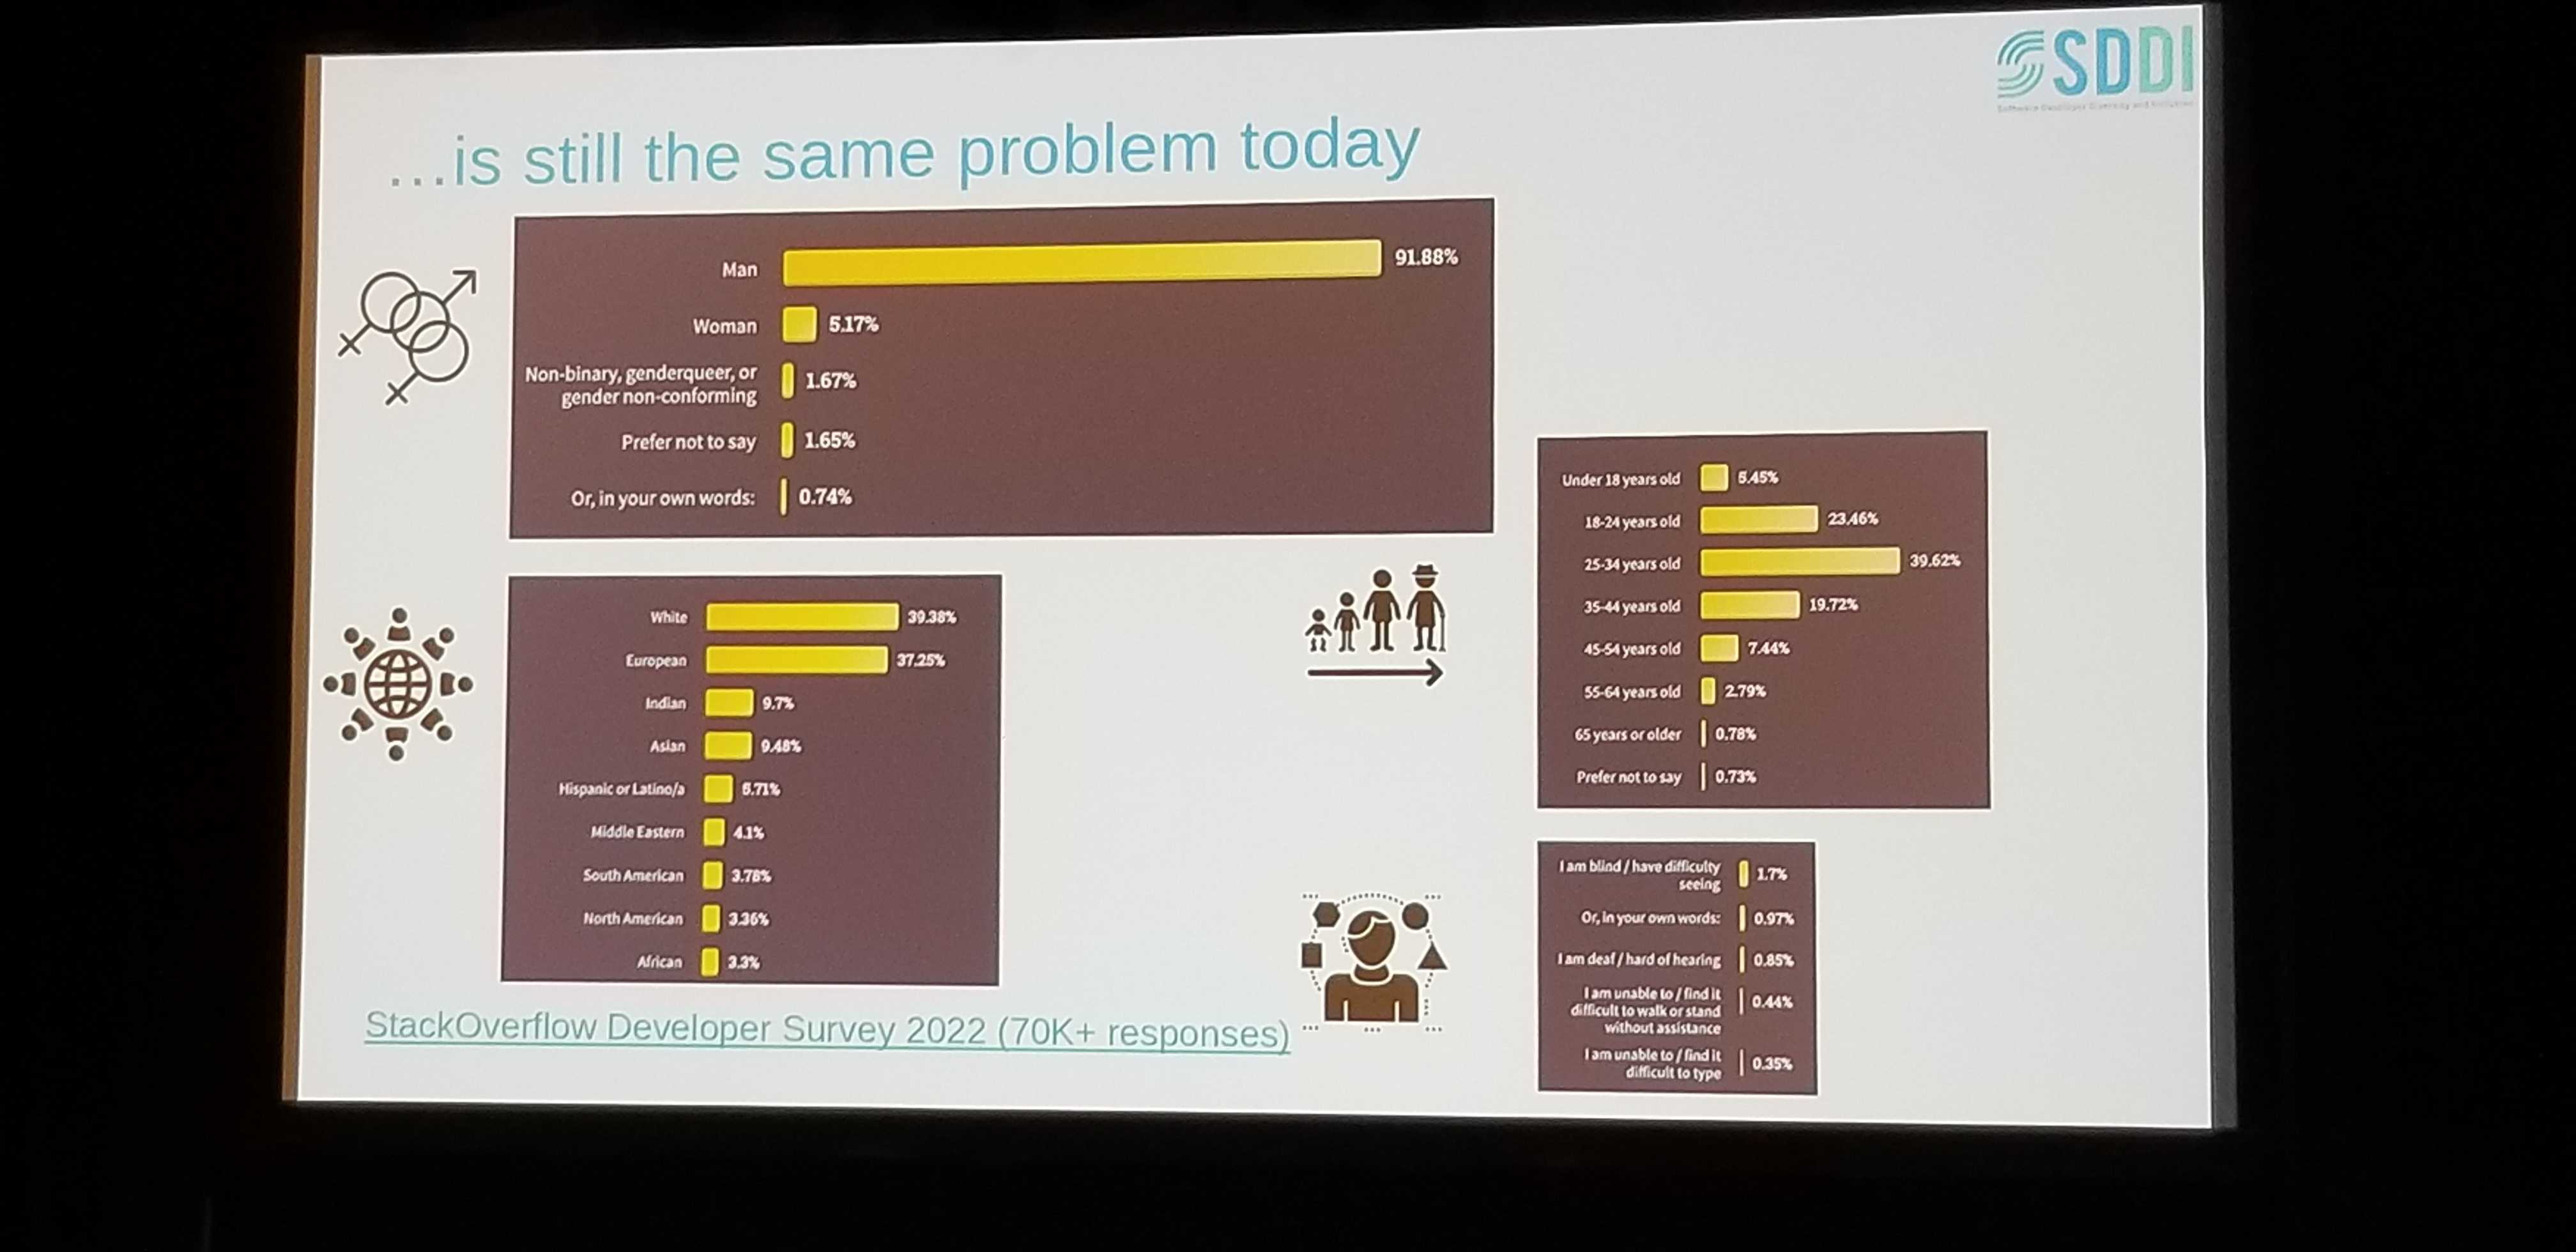 SDDI
Software Developer Diversity and Inclusion
...is still the same problem today
Man 91.88%
Woman 5.17%
Non-binary, genderqueer, or
gender non-conforming 1.67%
Prefer not to say 1.65%
Or, in your own words: 0.74%
White 39.38%
European 37.25%
Indian 9.7%
Asian 9.48%
Hispanic or Latino/a 5.71%
Middle Eastern 4.1%
South American 3.78%
North American 3.36%
African 3.3%
Under 18 years old 5.45%
18-24 years old 23.46%
25-34 years old 39.62%
35-44 years old 19.72%
45-54 years old 7.44%
55-64 years old 2.79%
65 years or older 0.78%
Prefer not to say 0.73%
I am blind / have difficulty
seeing 1.7%
Or, in your own words: 0.97%
I am deaf / hard of hearing 0.85%
I am unable to / find it
difficult to walk or stand 0.44%
without assistance
I am unable to / find it
difficult to type 0.35%
StackOverflow Developer Survey 2022 (70K+ responses)